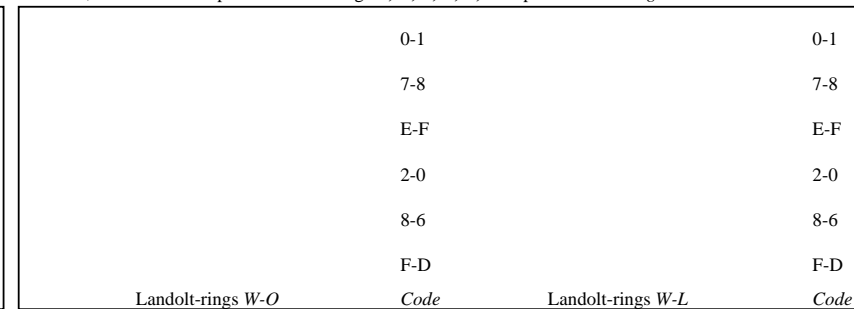 0-1 0-1
7-8 7-8
E-F E-F
2-0 2-0
8-6 8-6
F-D F-D
Landolt-rings W-O Code Landolt-rings W-L Code